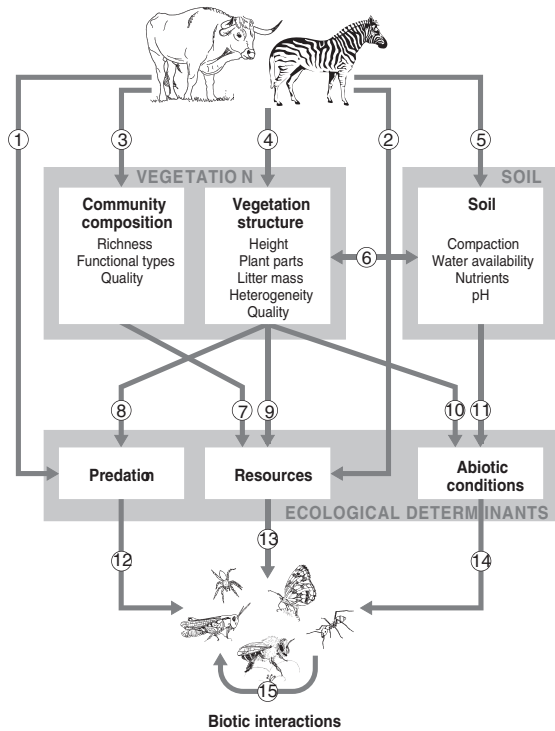 1
3
4
2
5
VEGETATIO N
SOIL
Community
composition
Richness
Functional types
Quality
Vegetation
structure
Height
Plant parts
Litter mass
Heterogeneity
Quality
6
Soil
Compaction
Water availability
Nutrients
pH
8
7
9
10
11
Predation
Resources
Abiotic
conditions
ECOLOGICAL DETERMINANTS
12
13
14
15
Biotic interactions